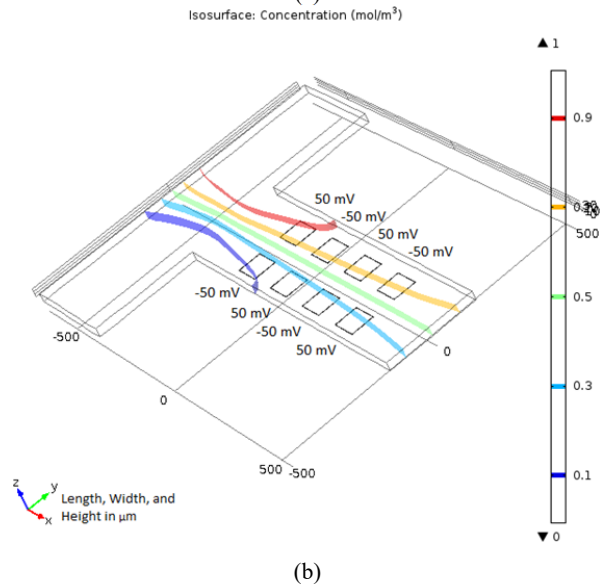 Isosurface: Concentration (mol/m³)
▲ 1
0.9
500
50 mV
-50 mV
50 mV
-50 mV
0.5
-50 mV
50 mV
-50 mV
50 mV
0
-500
0.3
0
500 -500
0.1
z y x
Length, Width, and
Height in µm
▼ 0
(b)